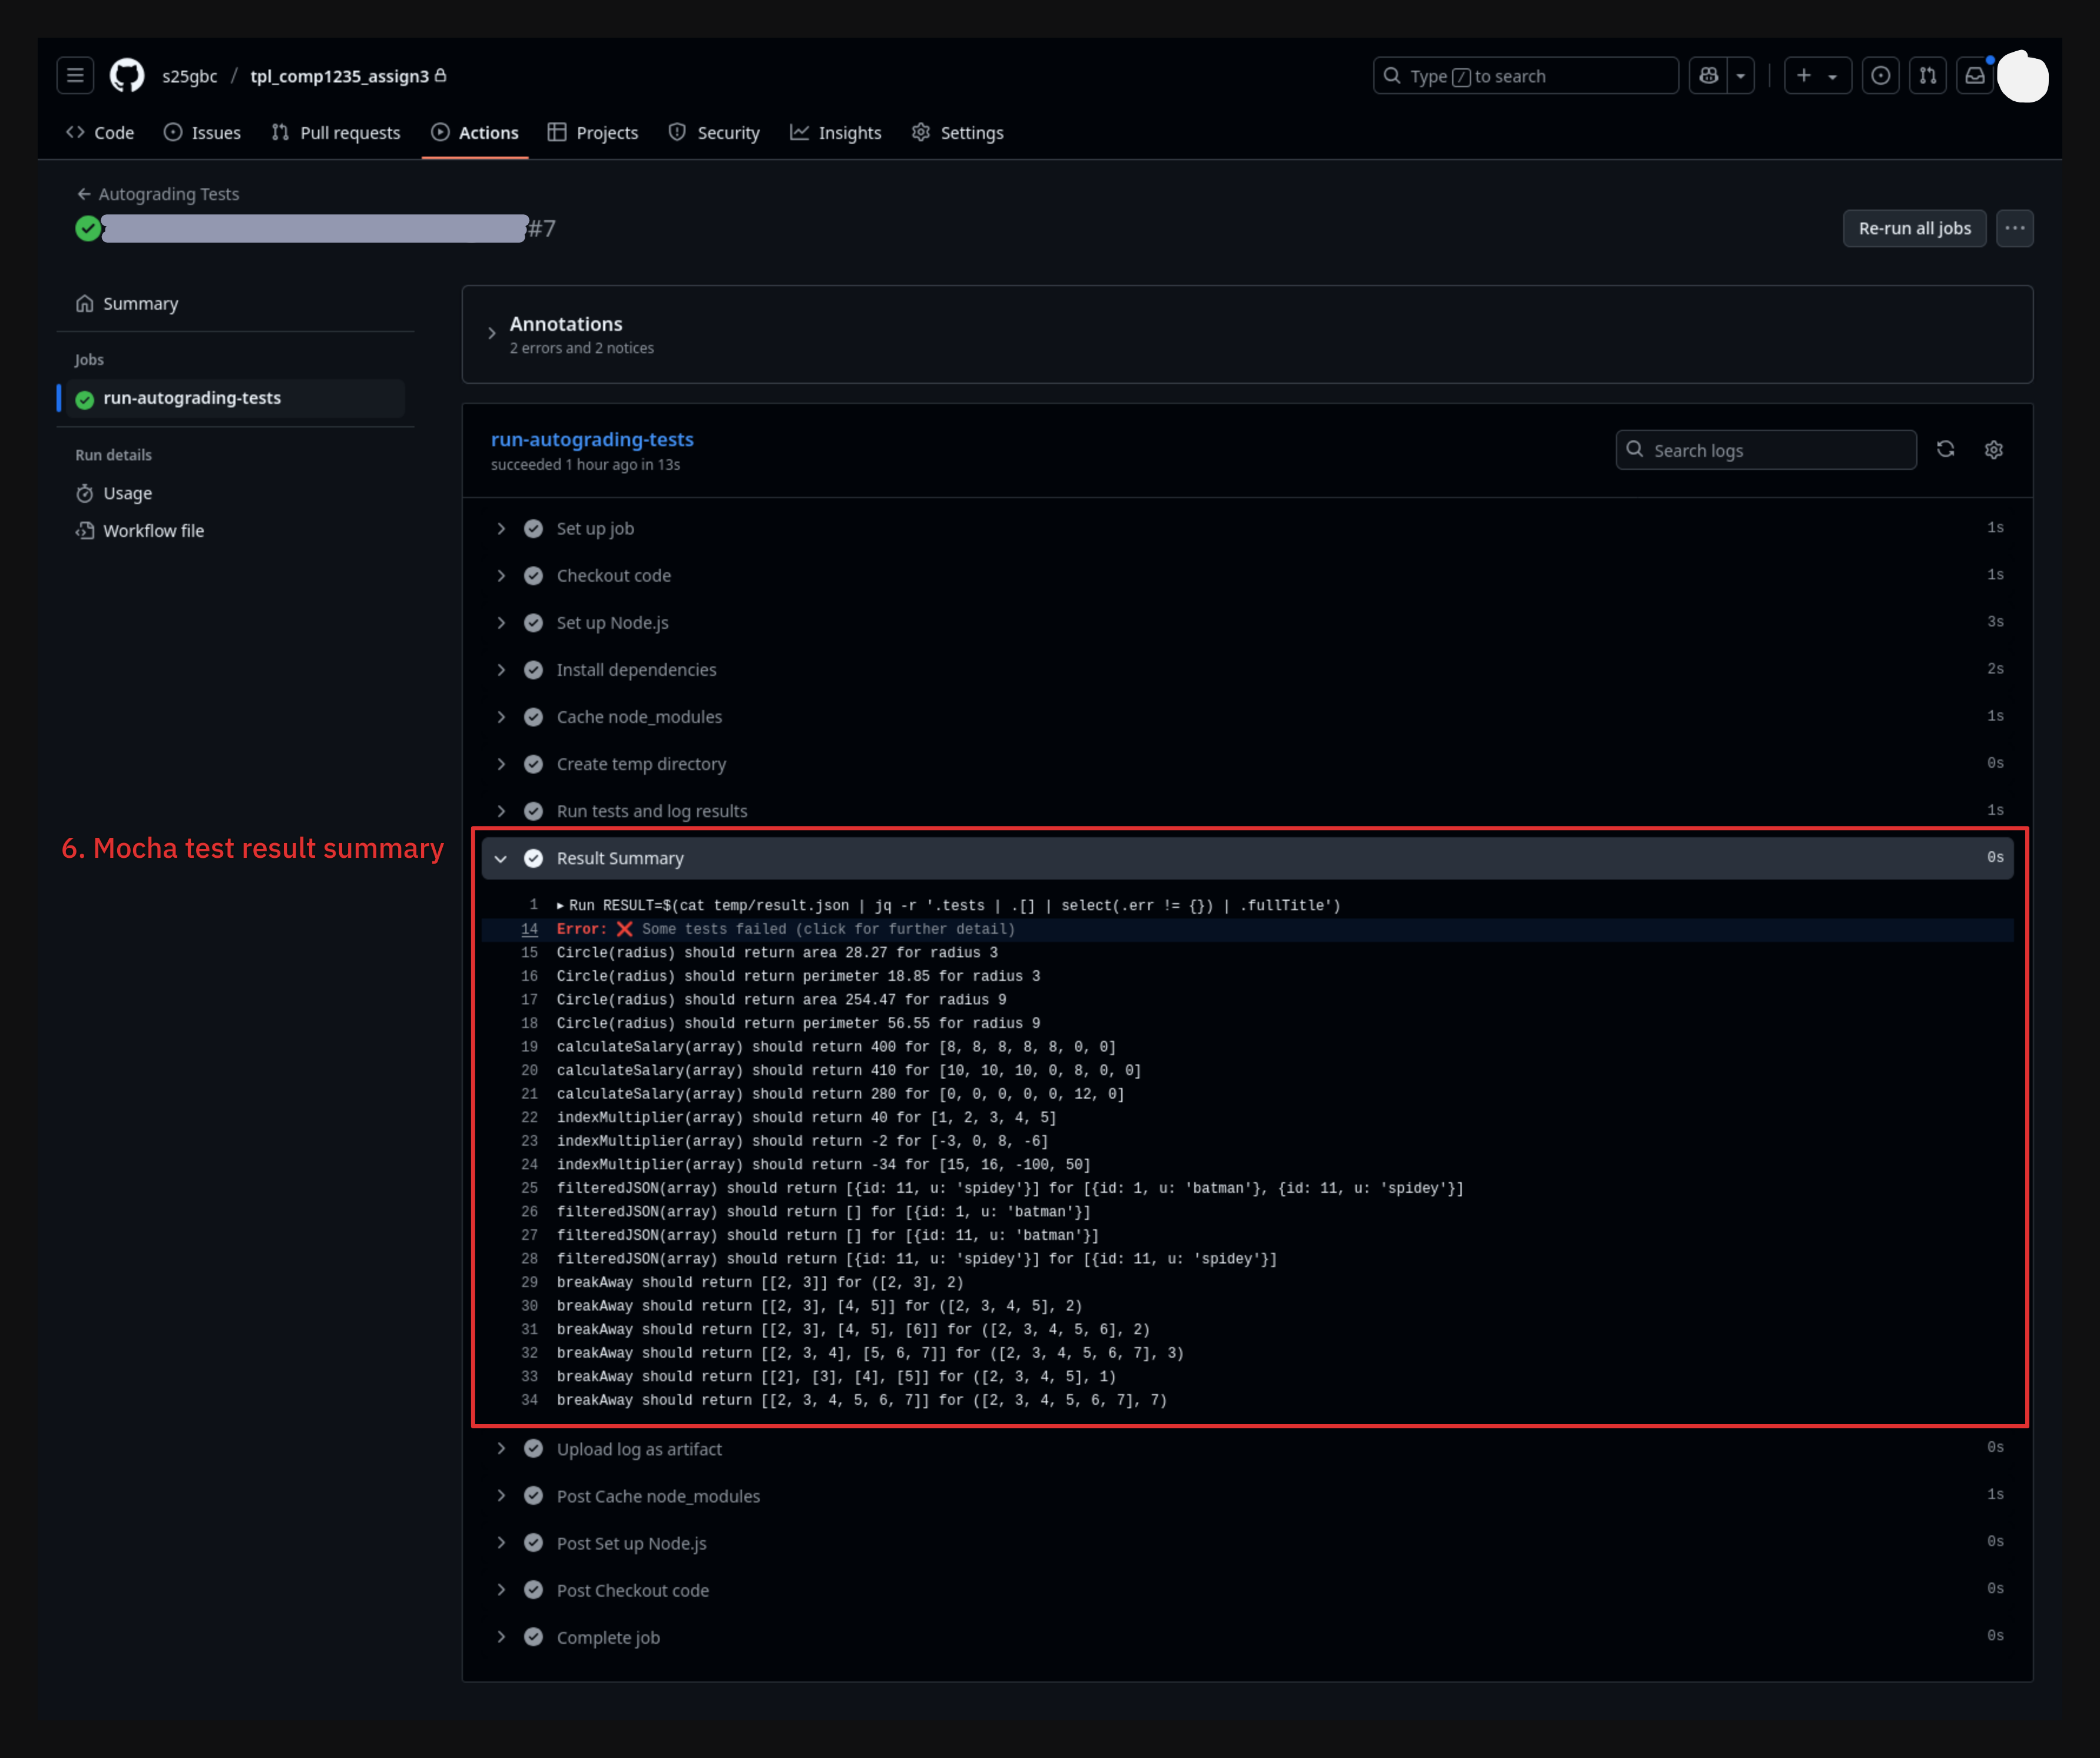 s25gbc / tpl_comp1235_assign3
Type / to search
Code Issues Pull requests Actions Projects Security Insights Settings
← Autograding Tests
#7
Re-run all jobs
Summary
Jobs
run-autograding-tests
Run details
Usage
Workflow file
Annotations
2 errors and 2 notices
run-autograding-tests
succeeded 1 hour ago in 13s
Search logs
Set up job 1s
Checkout code 1s
Set up Node.js 3s
Install dependencies 2s
Cache node_modules 1s
Create temp directory 0s
Run tests and log results 1s
6. Mocha test result summary
Result Summary 0s
1 ▸ Run RESULT=$(cat temp/result.json | jq -r '.tests | .[] | select(.err != {}) | .fullTitle')
14 Error: ❌ Some tests failed (click for further detail)
15 Circle(radius) should return area 28.27 for radius 3
16 Circle(radius) should return perimeter 18.85 for radius 3
17 Circle(radius) should return area 254.47 for radius 9
18 Circle(radius) should return perimeter 56.55 for radius 9
19 calculateSalary(array) should return 400 for [8, 8, 8, 8, 8, 0, 0]
20 calculateSalary(array) should return 410 for [10, 10, 10, 0, 8, 0, 0]
21 calculateSalary(array) should return 280 for [0, 0, 0, 0, 0, 12, 0]
22 indexMultiplier(array) should return 40 for [1, 2, 3, 4, 5]
23 indexMultiplier(array) should return -2 for [-3, 0, 8, -6]
24 indexMultiplier(array) should return -34 for [15, 16, -100, 50]
25 filteredJSON(array) should return [{id: 11, u: 'spidey'}] for [{id: 1, u: 'batman'}, {id: 11, u: 'spidey'}]
26 filteredJSON(array) should return [] for [{id: 1, u: 'batman'}]
27 filteredJSON(array) should return [] for [{id: 11, u: 'batman'}]
28 filteredJSON(array) should return [{id: 11, u: 'spidey'}] for [{id: 11, u: 'spidey'}]
29 breakAway should return [[2, 3]] for ([2, 3], 2)
30 breakAway should return [[2, 3], [4, 5]] for ([2, 3, 4, 5], 2)
31 breakAway should return [[2, 3], [4, 5], [6]] for ([2, 3, 4, 5, 6], 2)
32 breakAway should return [[2, 3, 4], [5, 6, 7]] for ([2, 3, 4, 5, 6, 7], 3)
33 breakAway should return [[2], [3], [4], [5]] for ([2, 3, 4, 5], 1)
34 breakAway should return [[2, 3, 4, 5, 6, 7]] for ([2, 3, 4, 5, 6, 7], 7)
Upload log as artifact 0s
Post Cache node_modules 1s
Post Set up Node.js 0s
Post Checkout code 0s
Complete job 0s